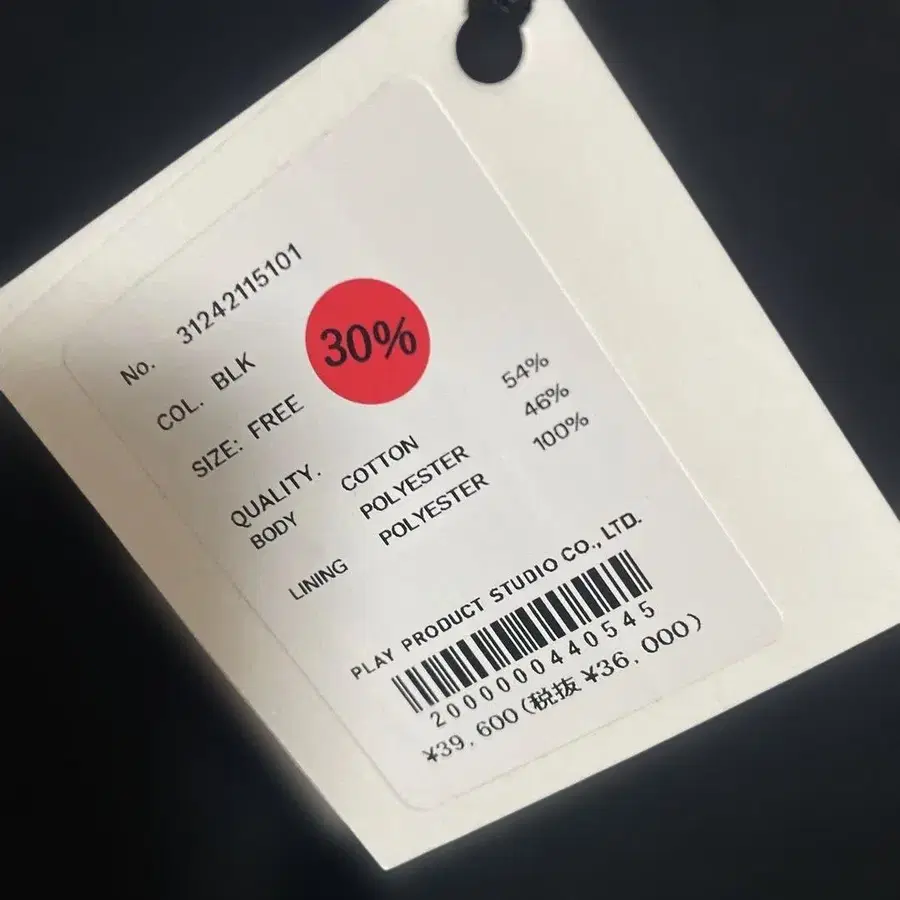 No. 31242115101
COL. BLK
30%
SIZE: FREE
QUALITY.
BODY COTTON 54%
POLYESTER 46%
LINING POLYESTER 100%
PLAY PRODUCT STUDIO CO., LTD.
2000000440545
¥39,600(税抜¥36,000)